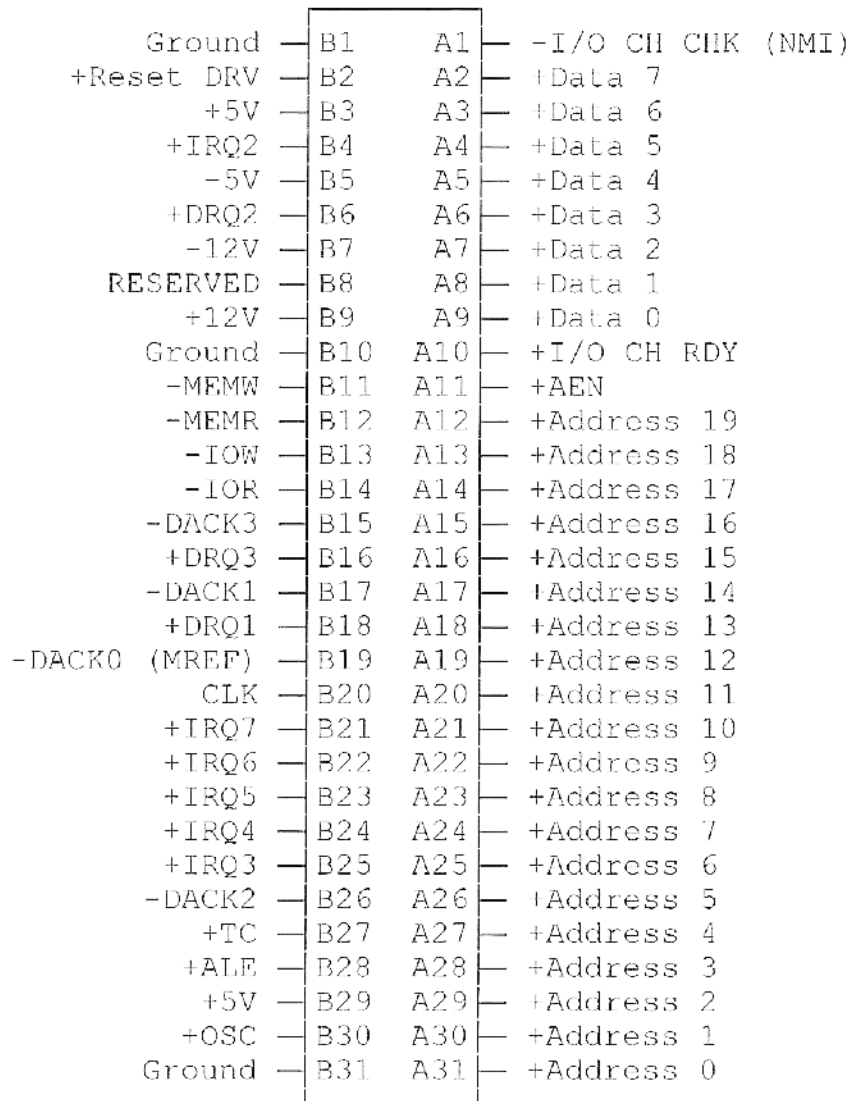 Ground B1 A1 -I/O CH CHK (NMI)
+Reset DRV B2 A2 +Data 7
+5V B3 A3 +Data 6
+IRQ2 B4 A4 +Data 5
-5V B5 A5 +Data 4
+DRQ2 B6 A6 +Data 3
-12V B7 A7 +Data 2
RESERVED B8 A8 +Data 1
+12V B9 A9 +Data 0
Ground B10 A10 +I/O CH RDY
-MEMW B11 A11 +AEN
-MEMR B12 A12 +Address 19
-IOW B13 A13 +Address 18
-IOR B14 A14 +Address 17
-DACK3 B15 A15 +Address 16
+DRQ3 B16 A16 +Address 15
-DACK1 B17 A17 +Address 14
+DRQ1 B18 A18 +Address 13
-DACK0 (MREF) B19 A19 +Address 12
CLK B20 A20 +Address 11
+IRQ7 B21 A21 +Address 10
+IRQ6 B22 A22 +Address 9
+IRQ5 B23 A23 +Address 8
+IRQ4 B24 A24 +Address 7
+IRQ3 B25 A25 +Address 6
-DACK2 B26 A26 +Address 5
+TC B27 A27 +Address 4
+ALE B28 A28 +Address 3
+5V B29 A29 +Address 2
+OSC B30 A30 +Address 1
Ground B31 A31 +Address 0